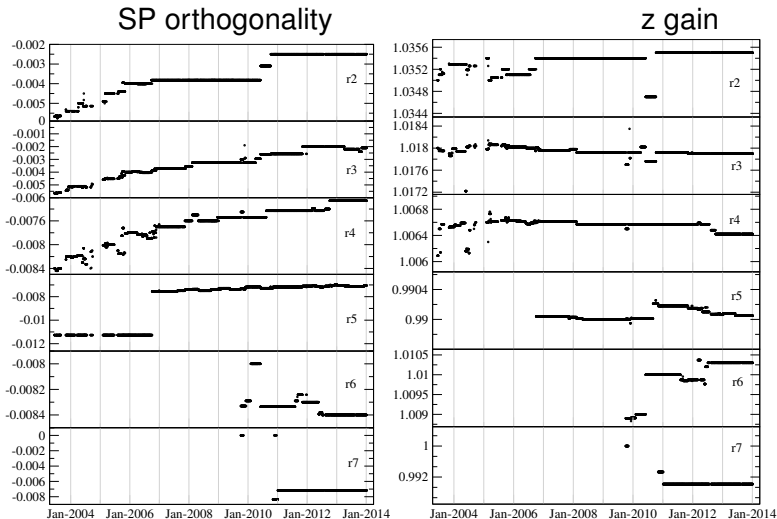 SP orthogonality
z gain
-0.002
-0.003
-0.004
-0.005
0
r2
-0.001
-0.002
-0.003
-0.004
-0.005
-0.006
r3
-0.0076
-0.008
-0.0084
r4
-0.008
-0.01
-0.012
r5
-0.008
-0.0084
r6
0
-0.002
-0.004
-0.006
-0.008
r7
Jan-2004 Jan-2006 Jan-2008 Jan-2010 Jan-2012 Jan-2014
1.0356
1.0352
1.0348
1.0344
r2
1.0184
1.018
1.0176
1.0172
r3
1.0068
1.0064
1.006
r4
0.9904
0.99
r5
1.0105
1.01
1.0095
1.009
r6
1
0.992
r7
Jan-2004 Jan-2006 Jan-2008 Jan-2010 Jan-2012 Jan-2014